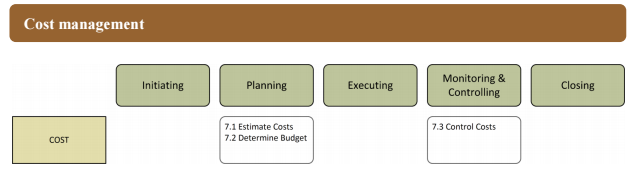 Cost management
Initiating
Planning
Executing
Monitoring &
Controlling
Closing
COST
7.1 Estimate Costs
7.2 Determine Budget
7.3 Control Costs